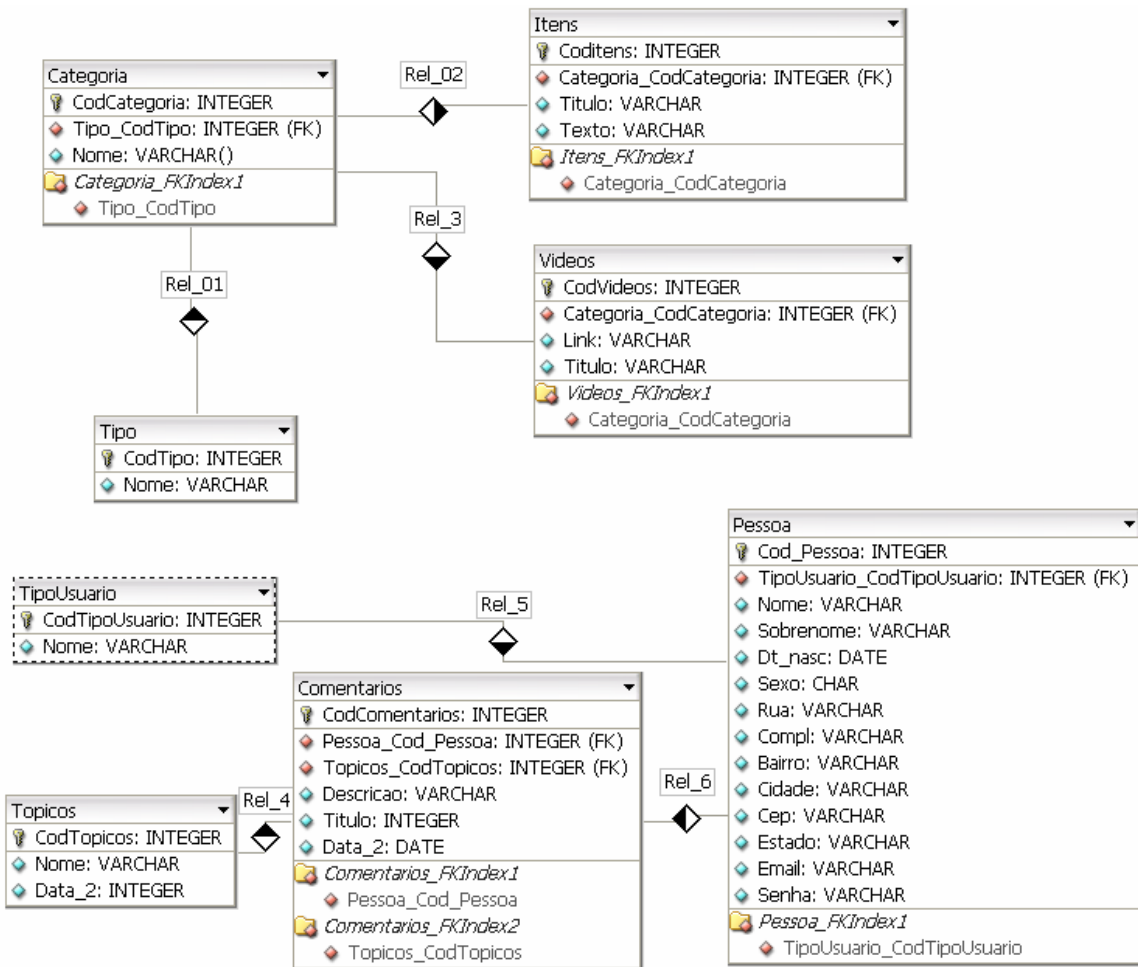 Categoria
CodCategoria: INTEGER
Tipo_CodTipo: INTEGER (FK)
Nome: VARCHAR()
Categoria_FKIndex1
Tipo_CodTipo
Rel_02
Itens
Coditens: INTEGER
Categoria_CodCategoria: INTEGER (FK)
Titulo: VARCHAR
Texto: VARCHAR
Itens_FKIndex1
Categoria_CodCategoria
Rel_3
Rel_01
Videos
CodVideos: INTEGER
Categoria_CodCategoria: INTEGER (FK)
Link: VARCHAR
Titulo: VARCHAR
Videos_FKIndex1
Categoria_CodCategoria
Tipo
CodTipo: INTEGER
Nome: VARCHAR
TipoUsuario
CodTipoUsuario: INTEGER
Nome: VARCHAR
Rel_5
Pessoa
Cod_Pessoa: INTEGER
TipoUsuario_CodTipoUsuario: INTEGER (FK)
Nome: VARCHAR
Sobrenome: VARCHAR
Dt_nasc: DATE
Sexo: CHAR
Rua: VARCHAR
Compl: VARCHAR
Bairro: VARCHAR
Cidade: VARCHAR
Cep: VARCHAR
Estado: VARCHAR
Email: VARCHAR
Senha: VARCHAR
Pessoa_FKIndex1
TipoUsuario_CodTipoUsuario
Comentarios
CodComentarios: INTEGER
Pessoa_Cod_Pessoa: INTEGER (FK)
Topicos_CodTopicos: INTEGER (FK)
Descricao: VARCHAR
Titulo: INTEGER
Data_2: DATE
Comentarios_FKIndex1
Pessoa_Cod_Pessoa
Comentarios_FKIndex2
Topicos_CodTopicos
Rel_6
Rel_4
Topicos
CodTopicos: INTEGER
Nome: VARCHAR
Data_2: INTEGER